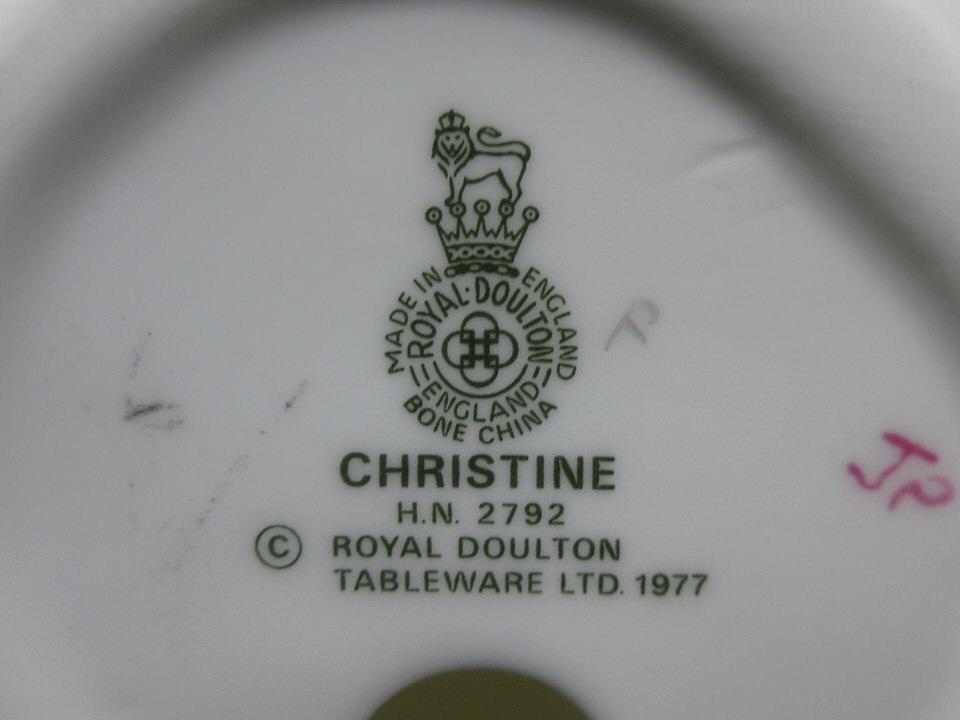 MADE IN ENGLAND
ROYAL·DOULTON
ENGLAND
BONE CHINA
CHRISTINE
H.N. 2792
© ROYAL DOULTON
TABLEWARE LTD. 1977